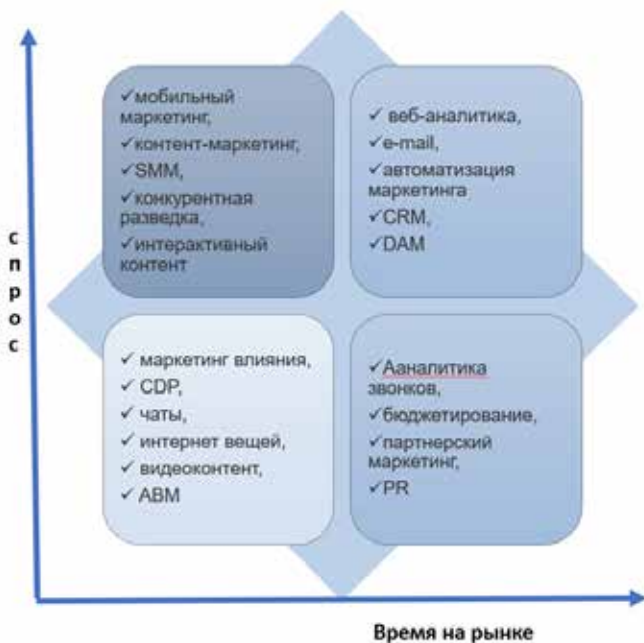 ✓мобильный
маркетинг,
✓контент-маркетинг,
✓SMM,
✓конкурентная
разведка,
✓интерактивный
контент
✓ веб-аналитика,
✓e-mail,
✓автоматизация
маркетинга
✓CRM,
✓DAM
спрос
✓ маркетинг влияния,
✓ CDP,
✓ чаты,
✓ интернет вещей,
✓ видеоконтент,
✓ ABM
✓Ааналитика
звонков,
✓бюджетирование,
✓партнерский
маркетинг,
✓PR
Время на рынке